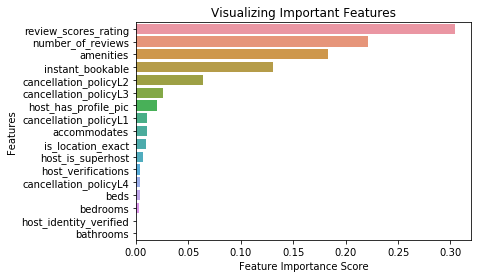 Visualizing Important Features
review_scores_rating
number_of_reviews
amenities
instant_bookable
cancellation_policyL2
cancellation_policyL3
host_has_profile_pic
cancellation_policyL1
accommodates
is_location_exact
host_is_superhost
host_verifications
cancellation_policyL4
beds
bedrooms
host_identity_verified
bathrooms
Features
0.00 0.05 0.10 0.15 0.20 0.25 0.30
Feature Importance Score